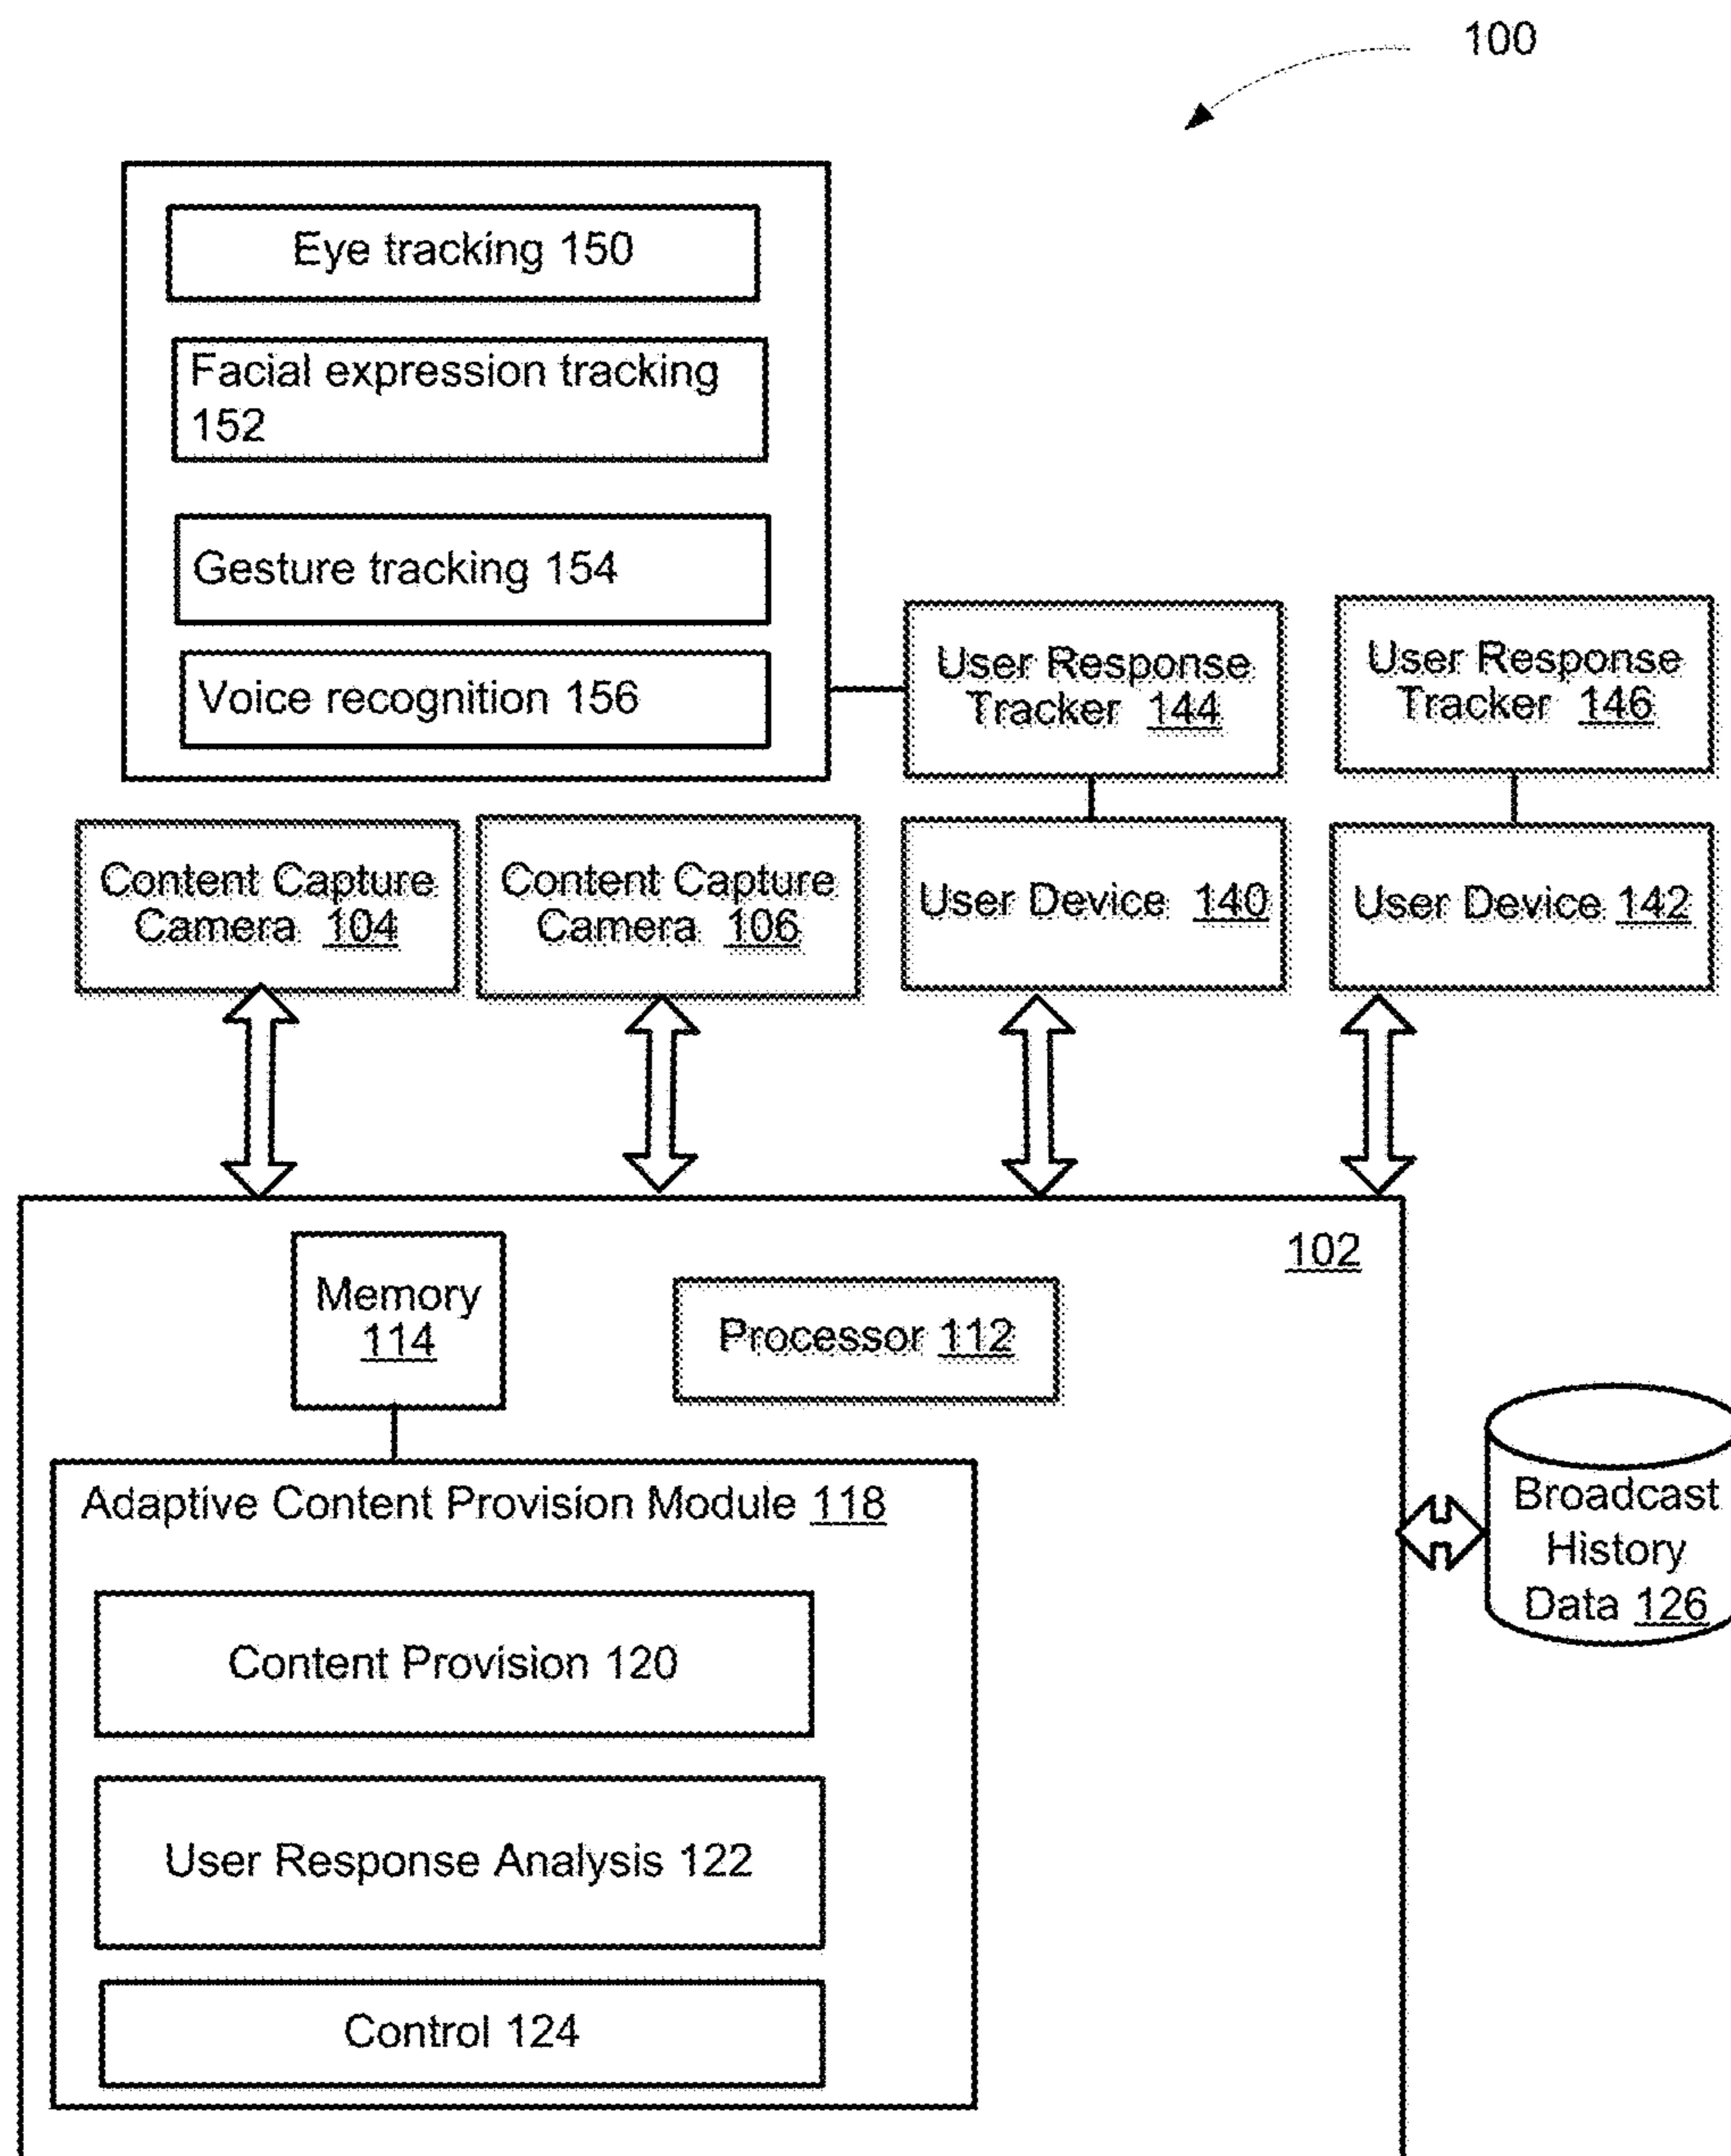 100
Eye tracking 150
Facial expression tracking
152
Gesture tracking 154
Voice recognition 156
User Response
Tracker 144
User Response
Tracker 146
Content Capture
Camera 104
Content Capture
Camera 106
User Device 140
User Device 142
102
Memory
114
Processor 112
Adaptive Content Provision Module 118
Content Provision 120
User Response Analysis 122
Control 124
Broadcast
History
Data 126